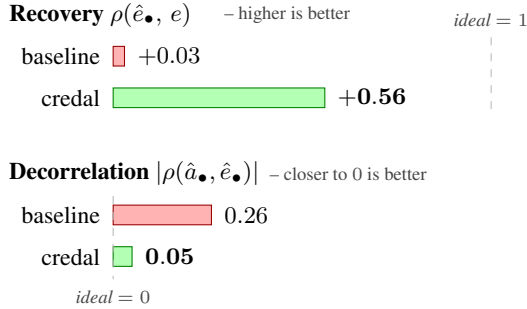 Recovery ρ(ê•, e) – higher is better
ideal = 1
baseline +0.03
credal +0.56
Decorrelation |ρ(â•, ê•)| – closer to 0 is better
baseline 0.26
credal 0.05
ideal = 0